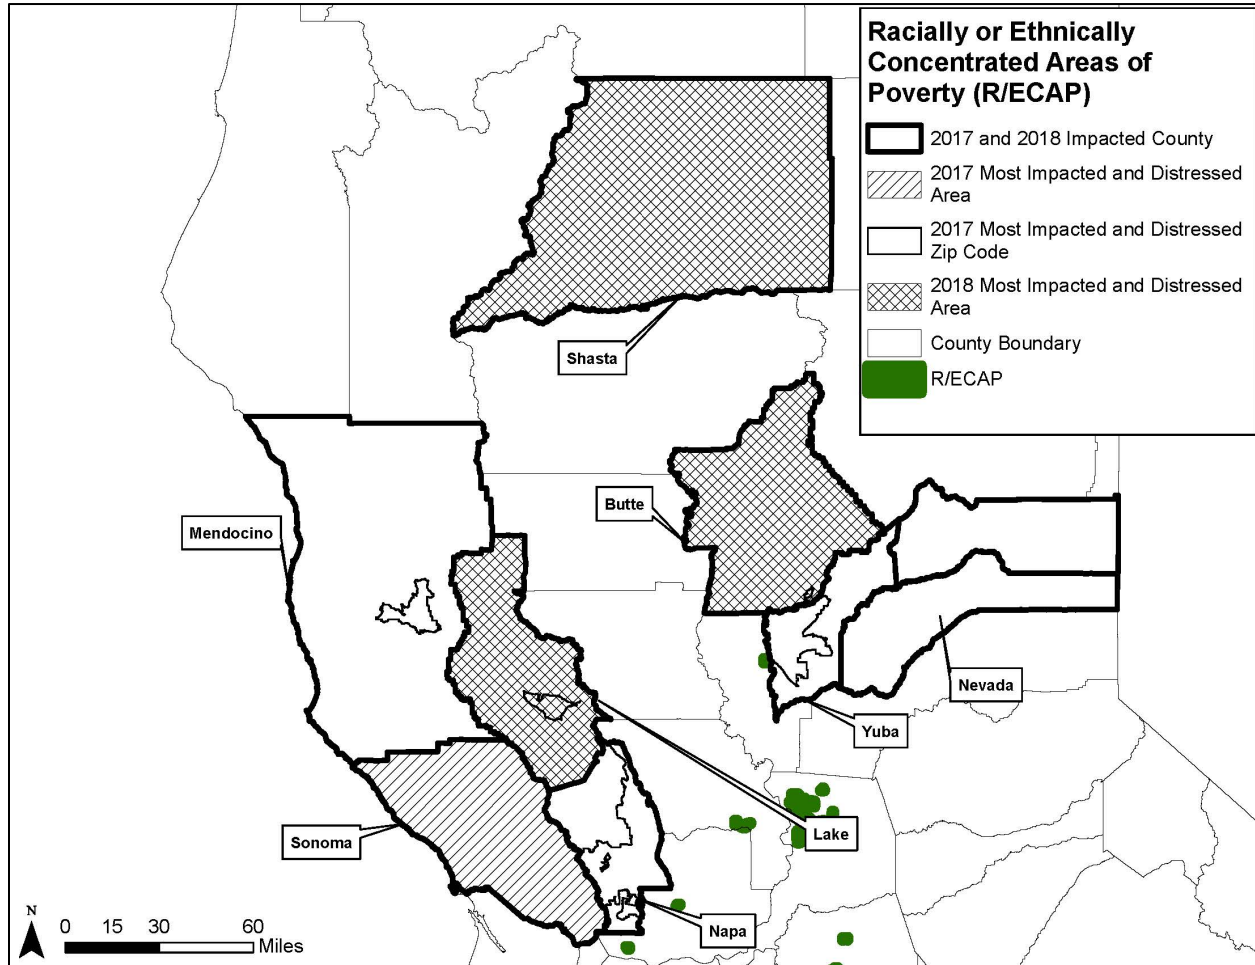 Racially or Ethnically
Concentrated Areas of
Poverty (R/ECAP)
2017 and 2018 Impacted County
2017 Most Impacted and Distressed
Area
2017 Most Impacted and Distressed
Zip Code
2018 Most Impacted and Distressed
Area
County Boundary
R/ECAP
Shasta
Butte
Mendocino
Nevada
Yuba
Lake
Sonoma
Napa
N
0 15 30 60
Miles